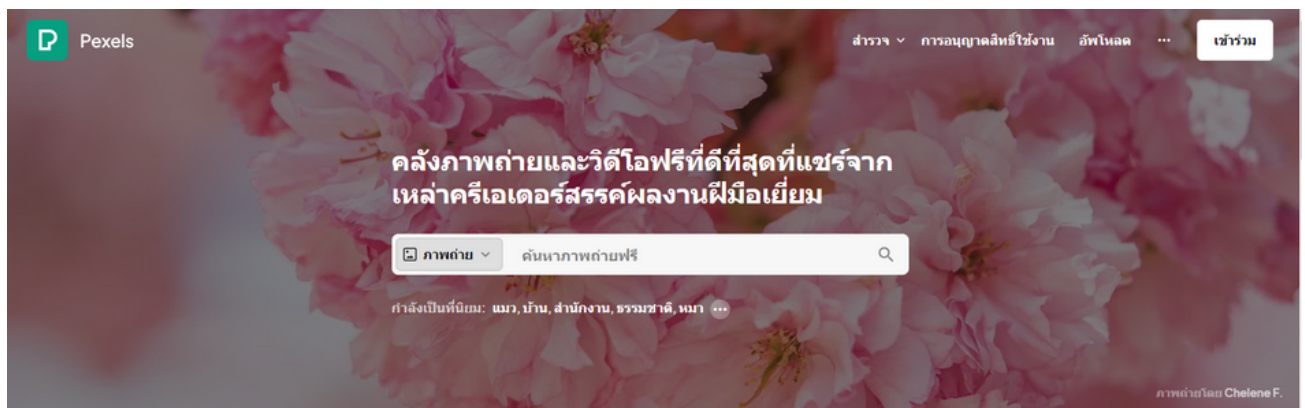 Pexels
สำรวจ การอนุญาตสิทธิ์ใช้งาน อัพโหลด ... เข้าร่วม
คลังภาพถ่ายและวิดีโอฟรีที่ดีที่สุดที่แชร์จาก
เหล่าครีเอเตอร์สรรค์ผลงานฝีมือเยี่ยม
ภาพถ่าย ค้นหาภาพถ่ายฟรี
กำลังเป็นที่นิยม: แมว, บ้าน, สำนักงาน, ธรรมชาติ, หมา ...
ภาพถ่ายโดย Chelene F.